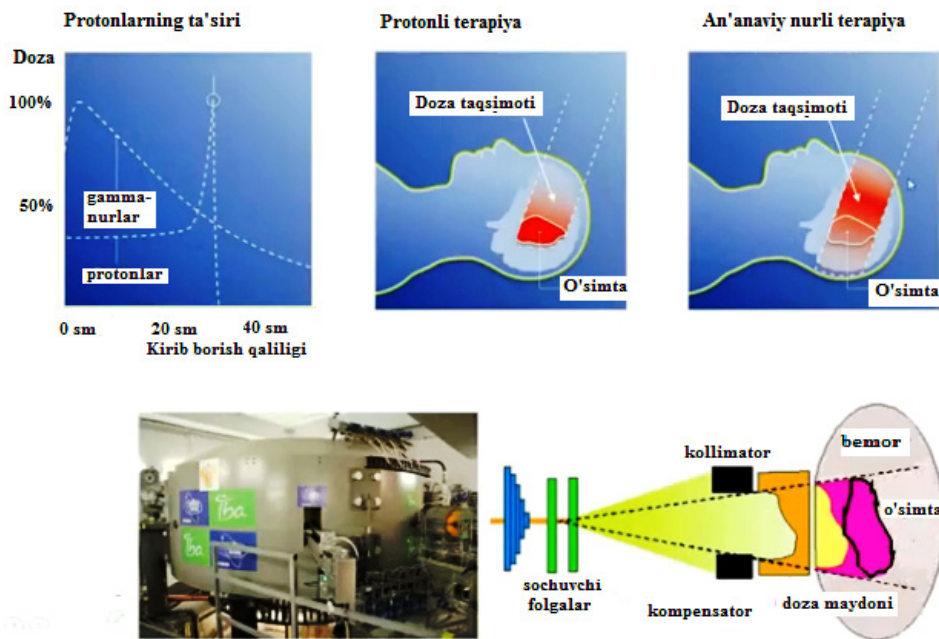 Protonlarning ta'siri
Protonli terapiya
An'anaviy nurli terapiya
Doza
100%
50%
gamma-
nurlar
protonlar
0 sm
20 sm
40 sm
Kirib borish qaliligi
Doza taqsimoti
O'simta
Doza taqsimoti
O'simta
iba
iba
kollimator
bemor
o'simta
sochuvchi
folgalar
kompensator
doza maydoni